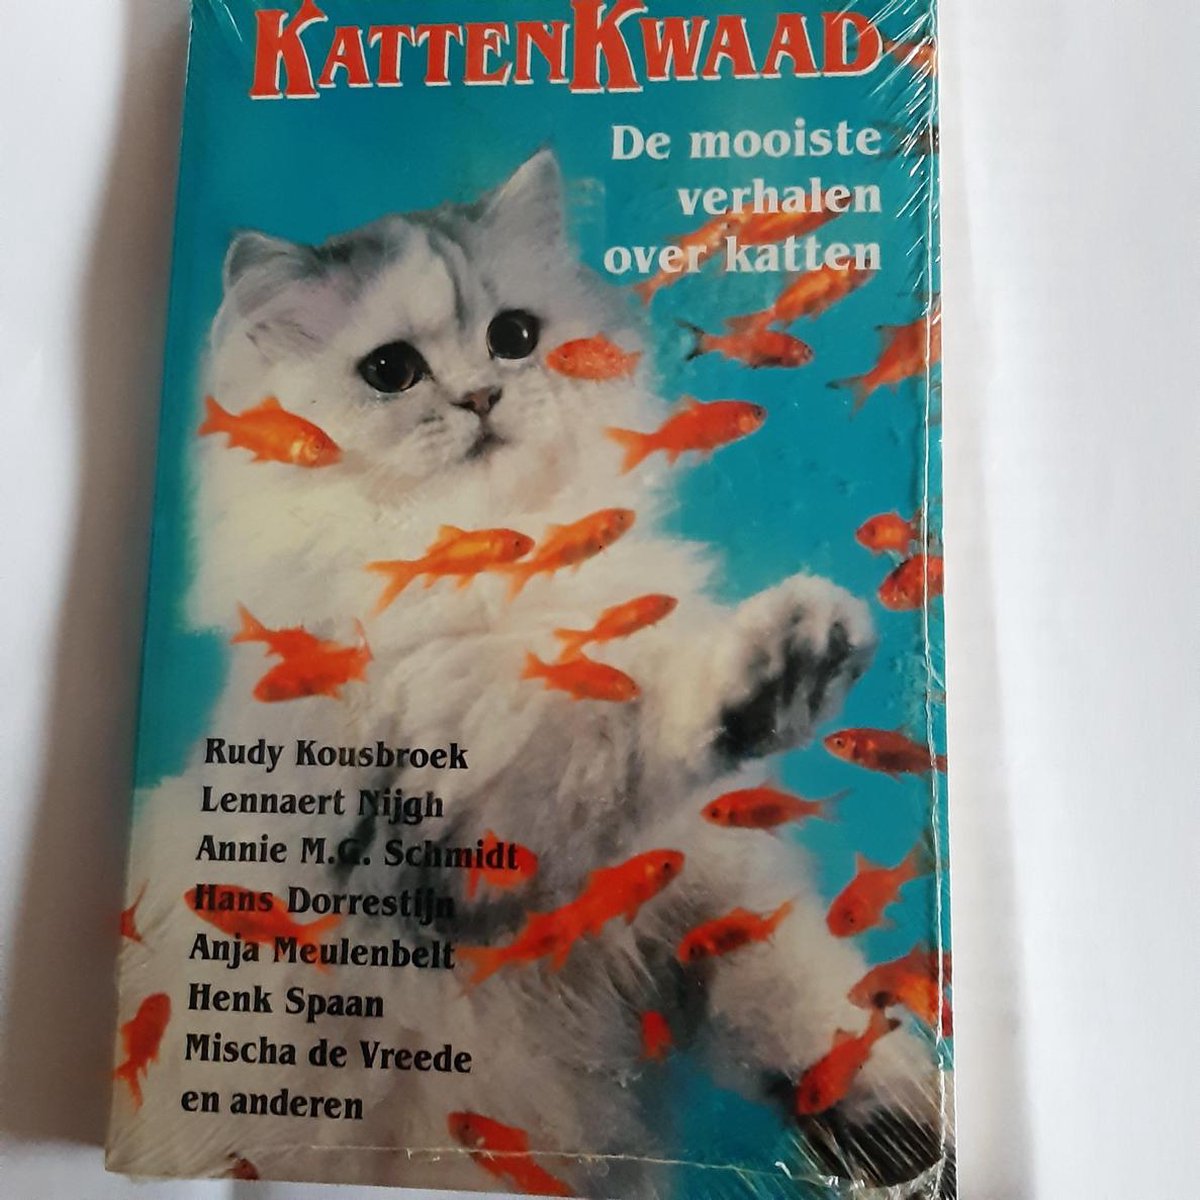 KATTENKWAAD
De mooiste
verhalen
over katten
Rudy Kousbroek
Lennaert Nijgh
Annie M.G. Schmidt
Hans Dorrestijn
Anja Meulenbelt
Henk Spaan
Mischa de Vreede
en anderen